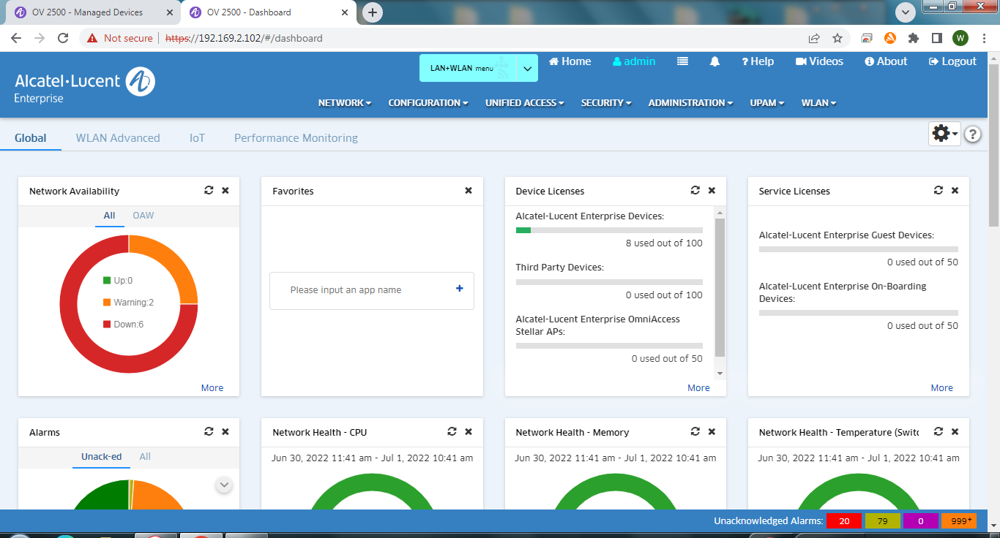 OV 2500 - Managed Devices
OV 2500 - Dashboard
Not secure https://192.169.2.102/#/dashboard
W
Alcatel·Lucent
Enterprise
LAN+WLAN menu
Home admin ? Help Videos About Logout
NETWORK CONFIGURATION UNIFIED ACCESS SECURITY ADMINISTRATION UPAM WLAN
Global WLAN Advanced IoT Performance Monitoring
?
Network Availability
All OAW
Up:0
Warning:2
Down:6
More
Favorites
Please input an app name
Device Licenses
Alcatel-Lucent Enterprise Devices:
8 used out of 100
Third Party Devices:
0 used out of 100
Alcatel-Lucent Enterprise OmniAccess
Stellar APs:
0 used out of 50
More
Service Licenses
Alcatel-Lucent Enterprise Guest Devices:
0 used out of 50
Alcatel-Lucent Enterprise On-Boarding
Devices:
0 used out of 50
More
Alarms
Unack-ed All
Network Health - CPU
Jun 30, 2022 11:41 am - Jul 1, 2022 10:41 am
Network Health - Memory
Jun 30, 2022 11:41 am - Jul 1, 2022 10:41 am
Network Health - Temperature (Switc
Jun 30, 2022 11:41 am - Jul 1, 2022 10:41 am
Unacknowledged Alarms: 20 79 0 999+